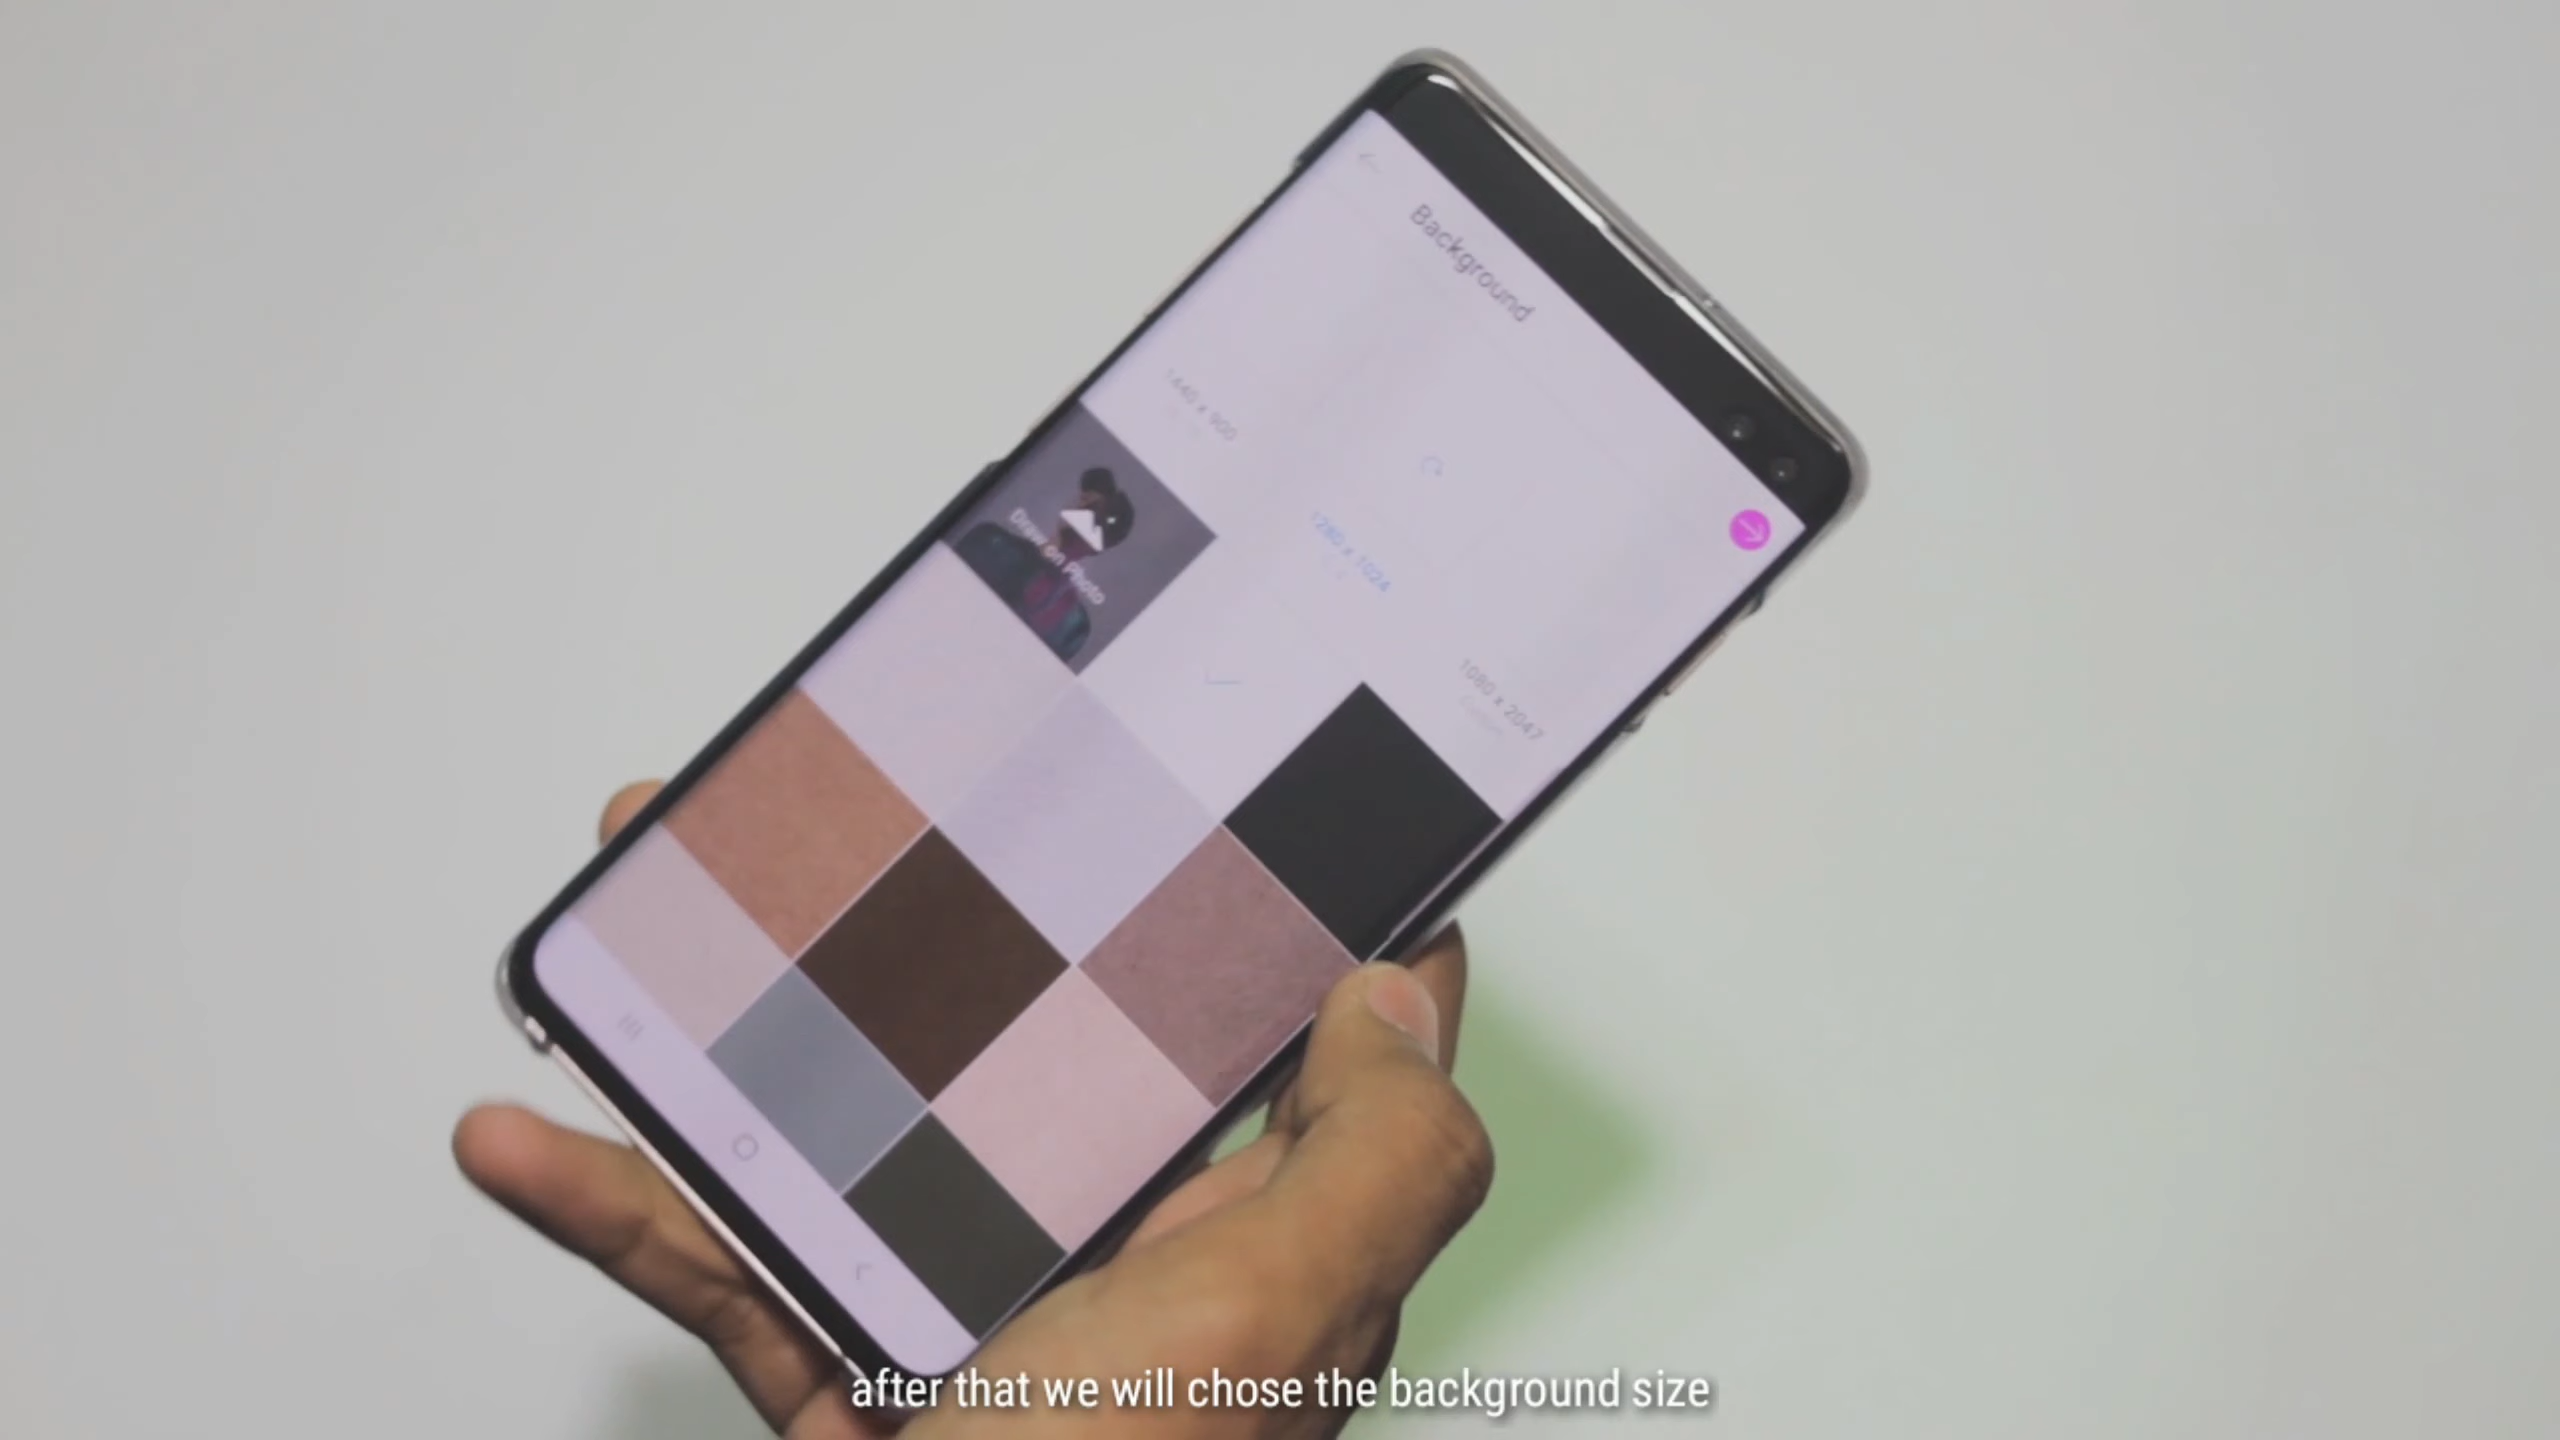 Background
1440 x 900
1280 x 1024
1080 x 2047
Draw on Photo
after that we will chose the background size